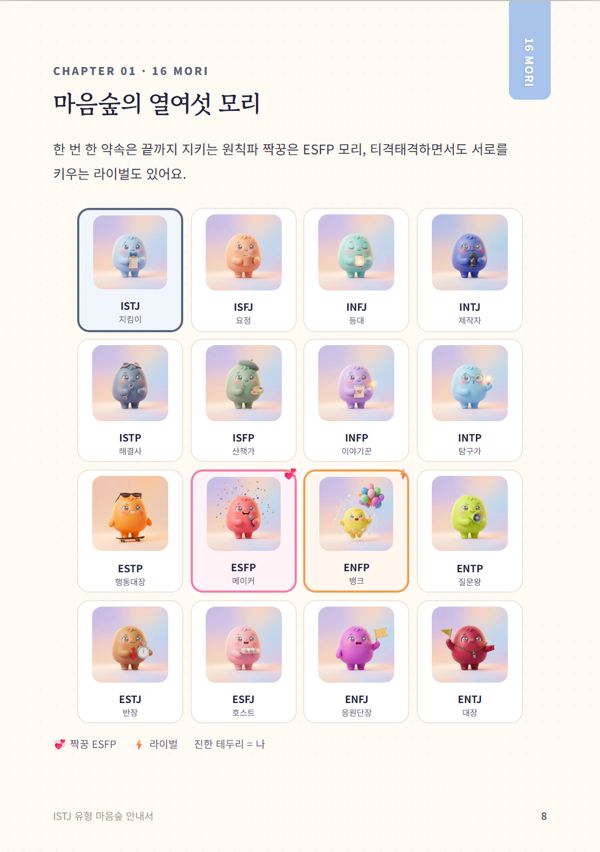 16 MORI
CHAPTER 01 · 16 MORI
마음숲의 열여섯 모리
한 번 한 약속은 끝까지 지키는 원칙파 짝꿍은 ESFP 모리, 티격태격하면서도 서로를
키우는 라이벌도 있어요.
ISTJ
지킴이
ISFJ
요정
INFJ
등대
INTJ
제작자
ISTP
해결사
ISFP
산책가
INFP
이야기꾼
INTP
탐구가
ESTP
행동대장
ESFP
메이커
ENFP
뱅크
ENTP
질문왕
ESTJ
반장
ESFJ
호스트
ENFJ
응원단장
ENTJ
대장
💞 짝꿍 ESFP ⚡ 라이벌 진한 테두리 = 나
ISTJ 유형 마음숲 안내서
8